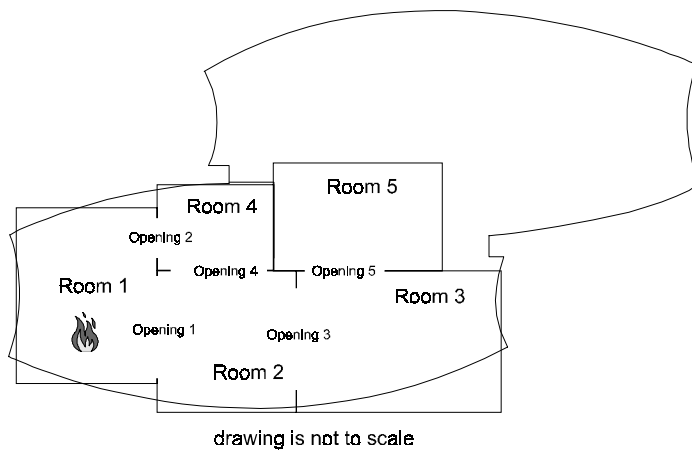 Room 5
Room 4
Opening 2
Opening 4
Opening 5
Room 1
Room 3
Opening 1
Opening 3
Room 2
drawing is not to scale